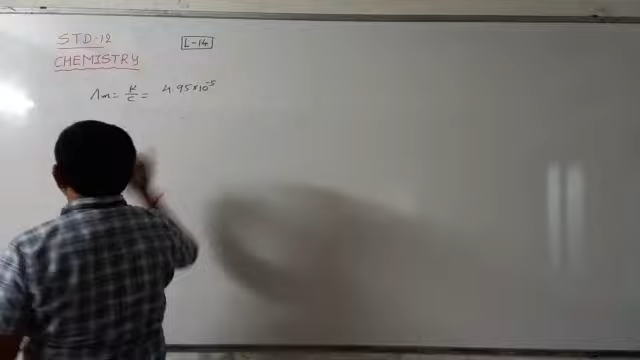 STD-12
L-14
CHEMISTRY
Λm = K/C = 4.95×10⁻⁵